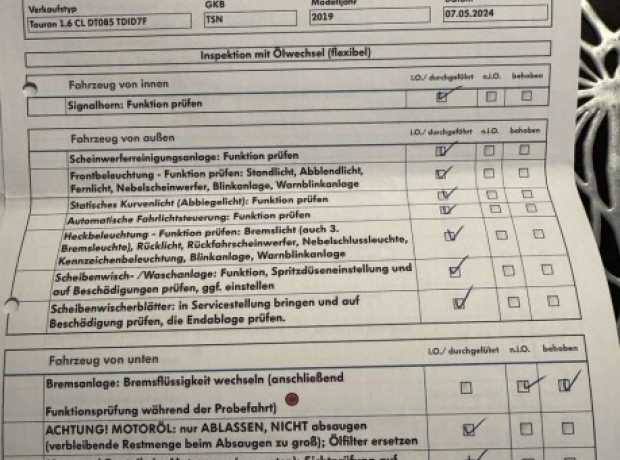 Verkaufstyp
GKB
Modelljahr
Touran 1.6 CL DT085 TDID7F
TSN
2019
07.05.2024
Inspektion mit Ölwechsel (flexibel)
Fahrzeug von innen
i.O./ durchgeführt n.i.O. behoben
Signalhorn: Funktion prüfen
Fahrzeug von außen
i.O./ durchgeführt n.i.O. behoben
Scheinwerferreinigungsanlage: Funktion prüfen
Frontbeleuchtung - Funktion prüfen: Standlicht, Abblendlicht,
Fernlicht, Nebelscheinwerfer, Blinkanlage, Warnblinkanlage
Statisches Kurvenlicht (Abbiegelicht): Funktion prüfen
Automatische Fahrlichtsteuerung: Funktion prüfen
Heckbeleuchtung - Funktion prüfen: Bremslicht (auch 3.
Bremsleuchte), Rücklicht, Rückfahrscheinwerfer, Nebelschlussleuchte,
Kennzeichenbeleuchtung, Blinkanlage, Warnblinkanlage
Scheibenwisch- /Waschanlage: Funktion, Spritzdüseneinstellung und
auf Beschädigungen prüfen, ggf. einstellen
Scheibenwischerblätter: in Servicestellung bringen und auf
Beschädigung prüfen, die Endablage prüfen.
Fahrzeug von unten
i.O./ durchgeführt n.i.O. behoben
Bremsanlage: Bremsflüssigkeit wechseln (anschließend
Funktionsprüfung während der Probefahrt)
ACHTUNG! MOTORÖL: nur ABLASSEN, NICHT absaugen
(verbleibende Restmenge beim Absaugen zu groß); Ölfilter ersetzen